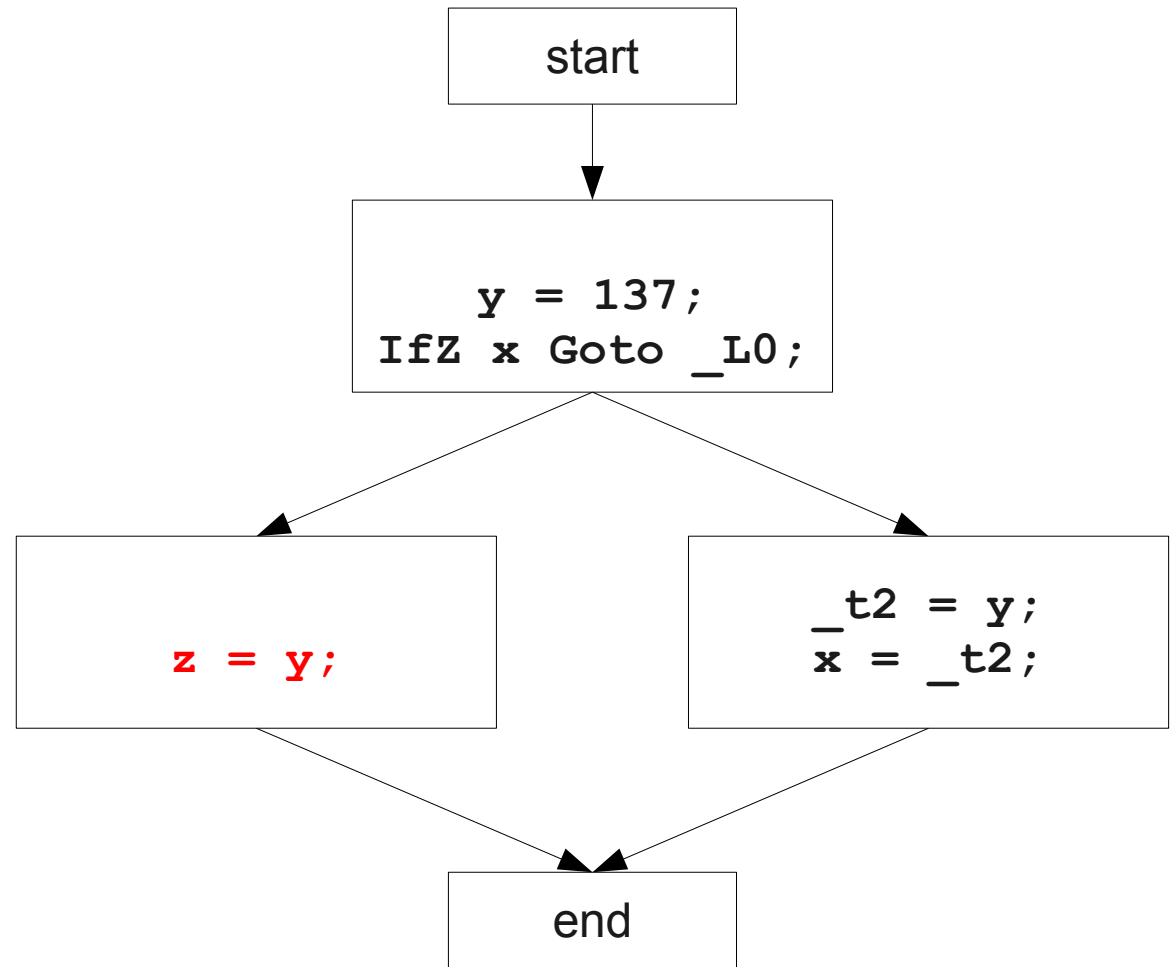 start
y = 137;
IfZ x Goto _L0;
z = y;
_t2 = y;
x = _t2;
end